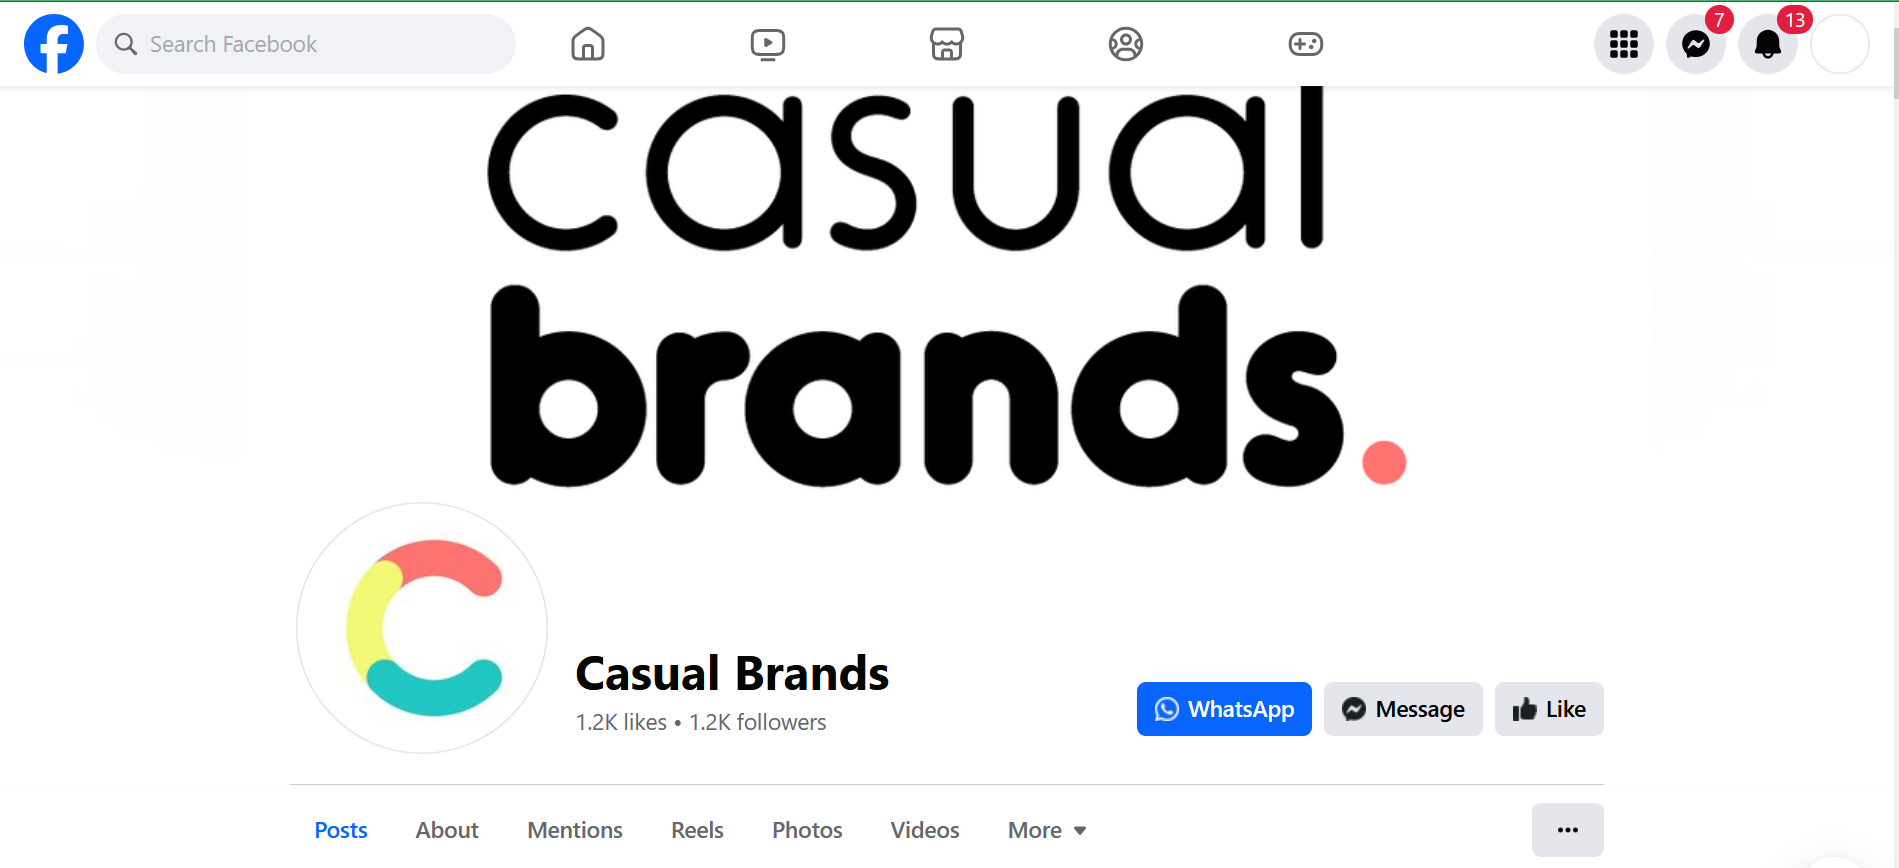 Search Facebook
7
13
casual
brands.
Casual Brands
1.2K likes • 1.2K followers
WhatsApp
Message
Like
Posts
About
Mentions
Reels
Photos
Videos
More